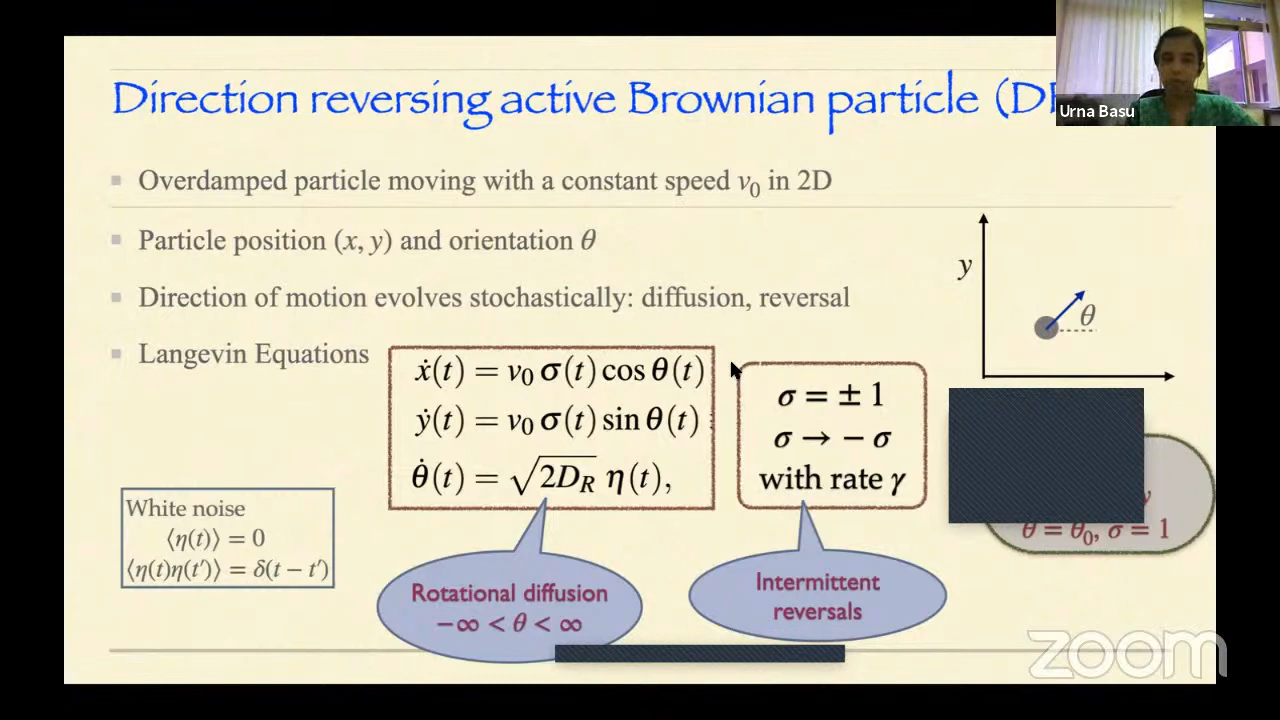 Direction reversing active Brownian particle (D
Urna Basu
Overdamped particle moving with a constant speed v₀ in 2D
Particle position (x, y) and orientation θ
Direction of motion evolves stochastically: diffusion, reversal
Langevin Equations
ẋ(t) = v₀ σ(t) cos θ(t)
ẏ(t) = v₀ σ(t) sin θ(t)
θ̇(t) = √2D_R η(t),
σ = ± 1
σ → − σ
with rate γ
y
θ
θ = θ₀, σ = 1
White noise
⟨η(t)⟩ = 0
⟨η(t)η(t′)⟩ = δ(t − t′)
Rotational diffusion
−∞ < θ < ∞
Intermittent
reversals
zoom